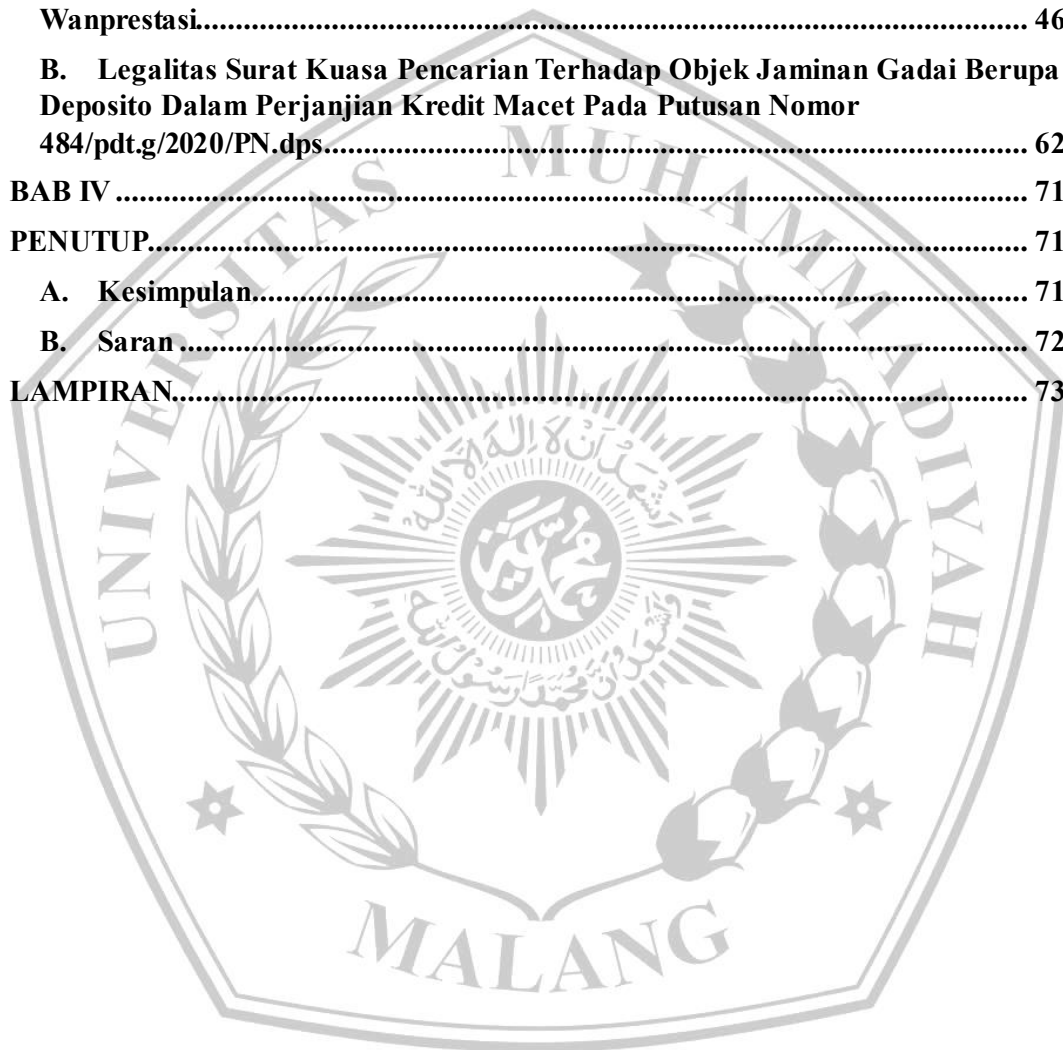 Wanprestasi.......................................................................................................... 46
B. Legalitas Surat Kuasa Pencarian Terhadap Objek Jaminan Gadai Berupa
Deposito Dalam Perjanjian Kredit Macet Pada Putusan Nomor
484/pdt.g/2020/PN.dps........................................................................................ 62
BAB IV ................................................................................................................... 71
PENUTUP............................................................................................................... 71
A. Kesimpulan.................................................................................................. 71
B. Saran ............................................................................................................ 72
LAMPIRAN............................................................................................................ 73
UNIVERSITAS MUHAMMADIYAH
MALANG